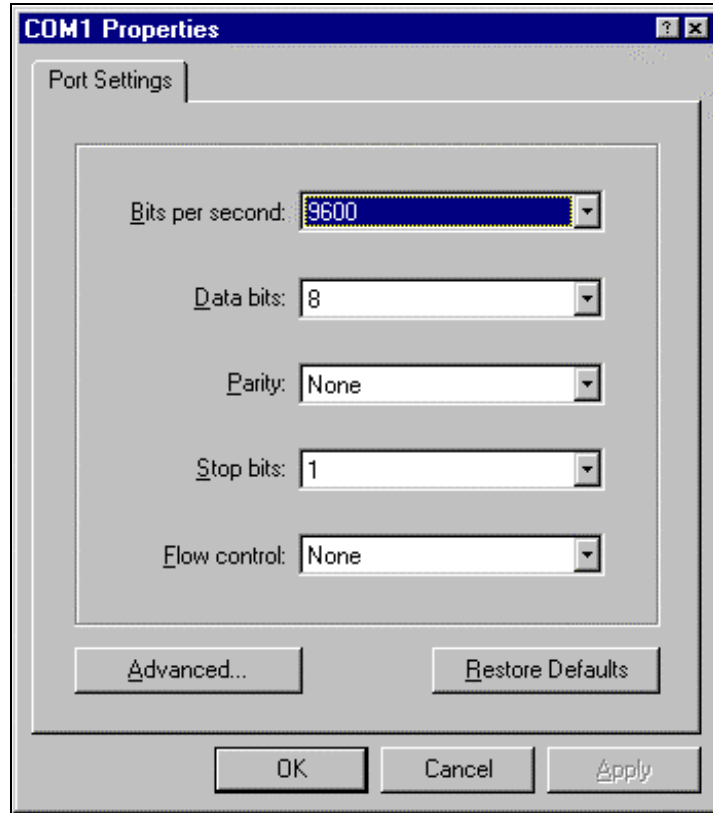 COM1 Properties
Port Settings
Bits per second: 9600
Data bits: 8
Parity: None
Stop bits: 1
Flow control: None
Advanced... Restore Defaults
OK Cancel Apply